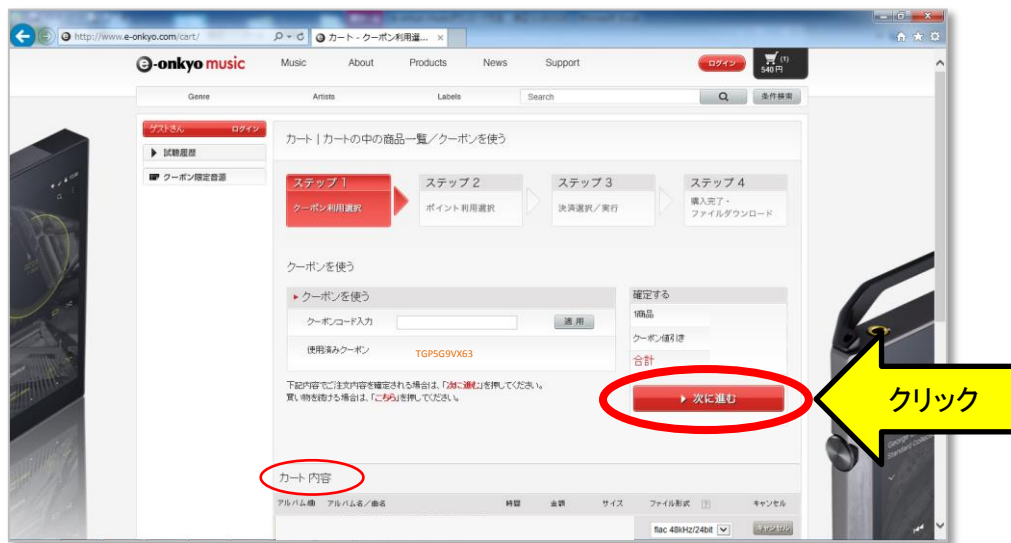 http://www.e-onkyo.com/cart/
カート - クーポン利用選...
e-onkyo music
Music About Products News Support
ログイン
(1)
540 円
Genre Artists Labels Search 条件検索
ゲストさん ログイン
試聴履歴
クーポン限定音源
カート | カートの中の商品一覧／クーポンを使う
ステップ 1
クーポン利用選択
ステップ 2
ポイント利用選択
ステップ 3
決済選択／実行
ステップ 4
購入完了・
ファイルダウンロード
クーポンを使う
クーポンを使う
クーポンコード入力 適用
使用済みクーポン TGP5G9VX63
確定する
1商品
クーポン値引き
合計
下記内容でご注文内容を確定される場合は、「次に進む」を押してください。
買い物を続ける場合は、「こちら」を押してください。
次に進む
クリック
カート 内容
アルバム名／曲名 時間 金額 サイズ ファイル形式 [?] キャンセル
flac 48kHz/24bit キャンセル